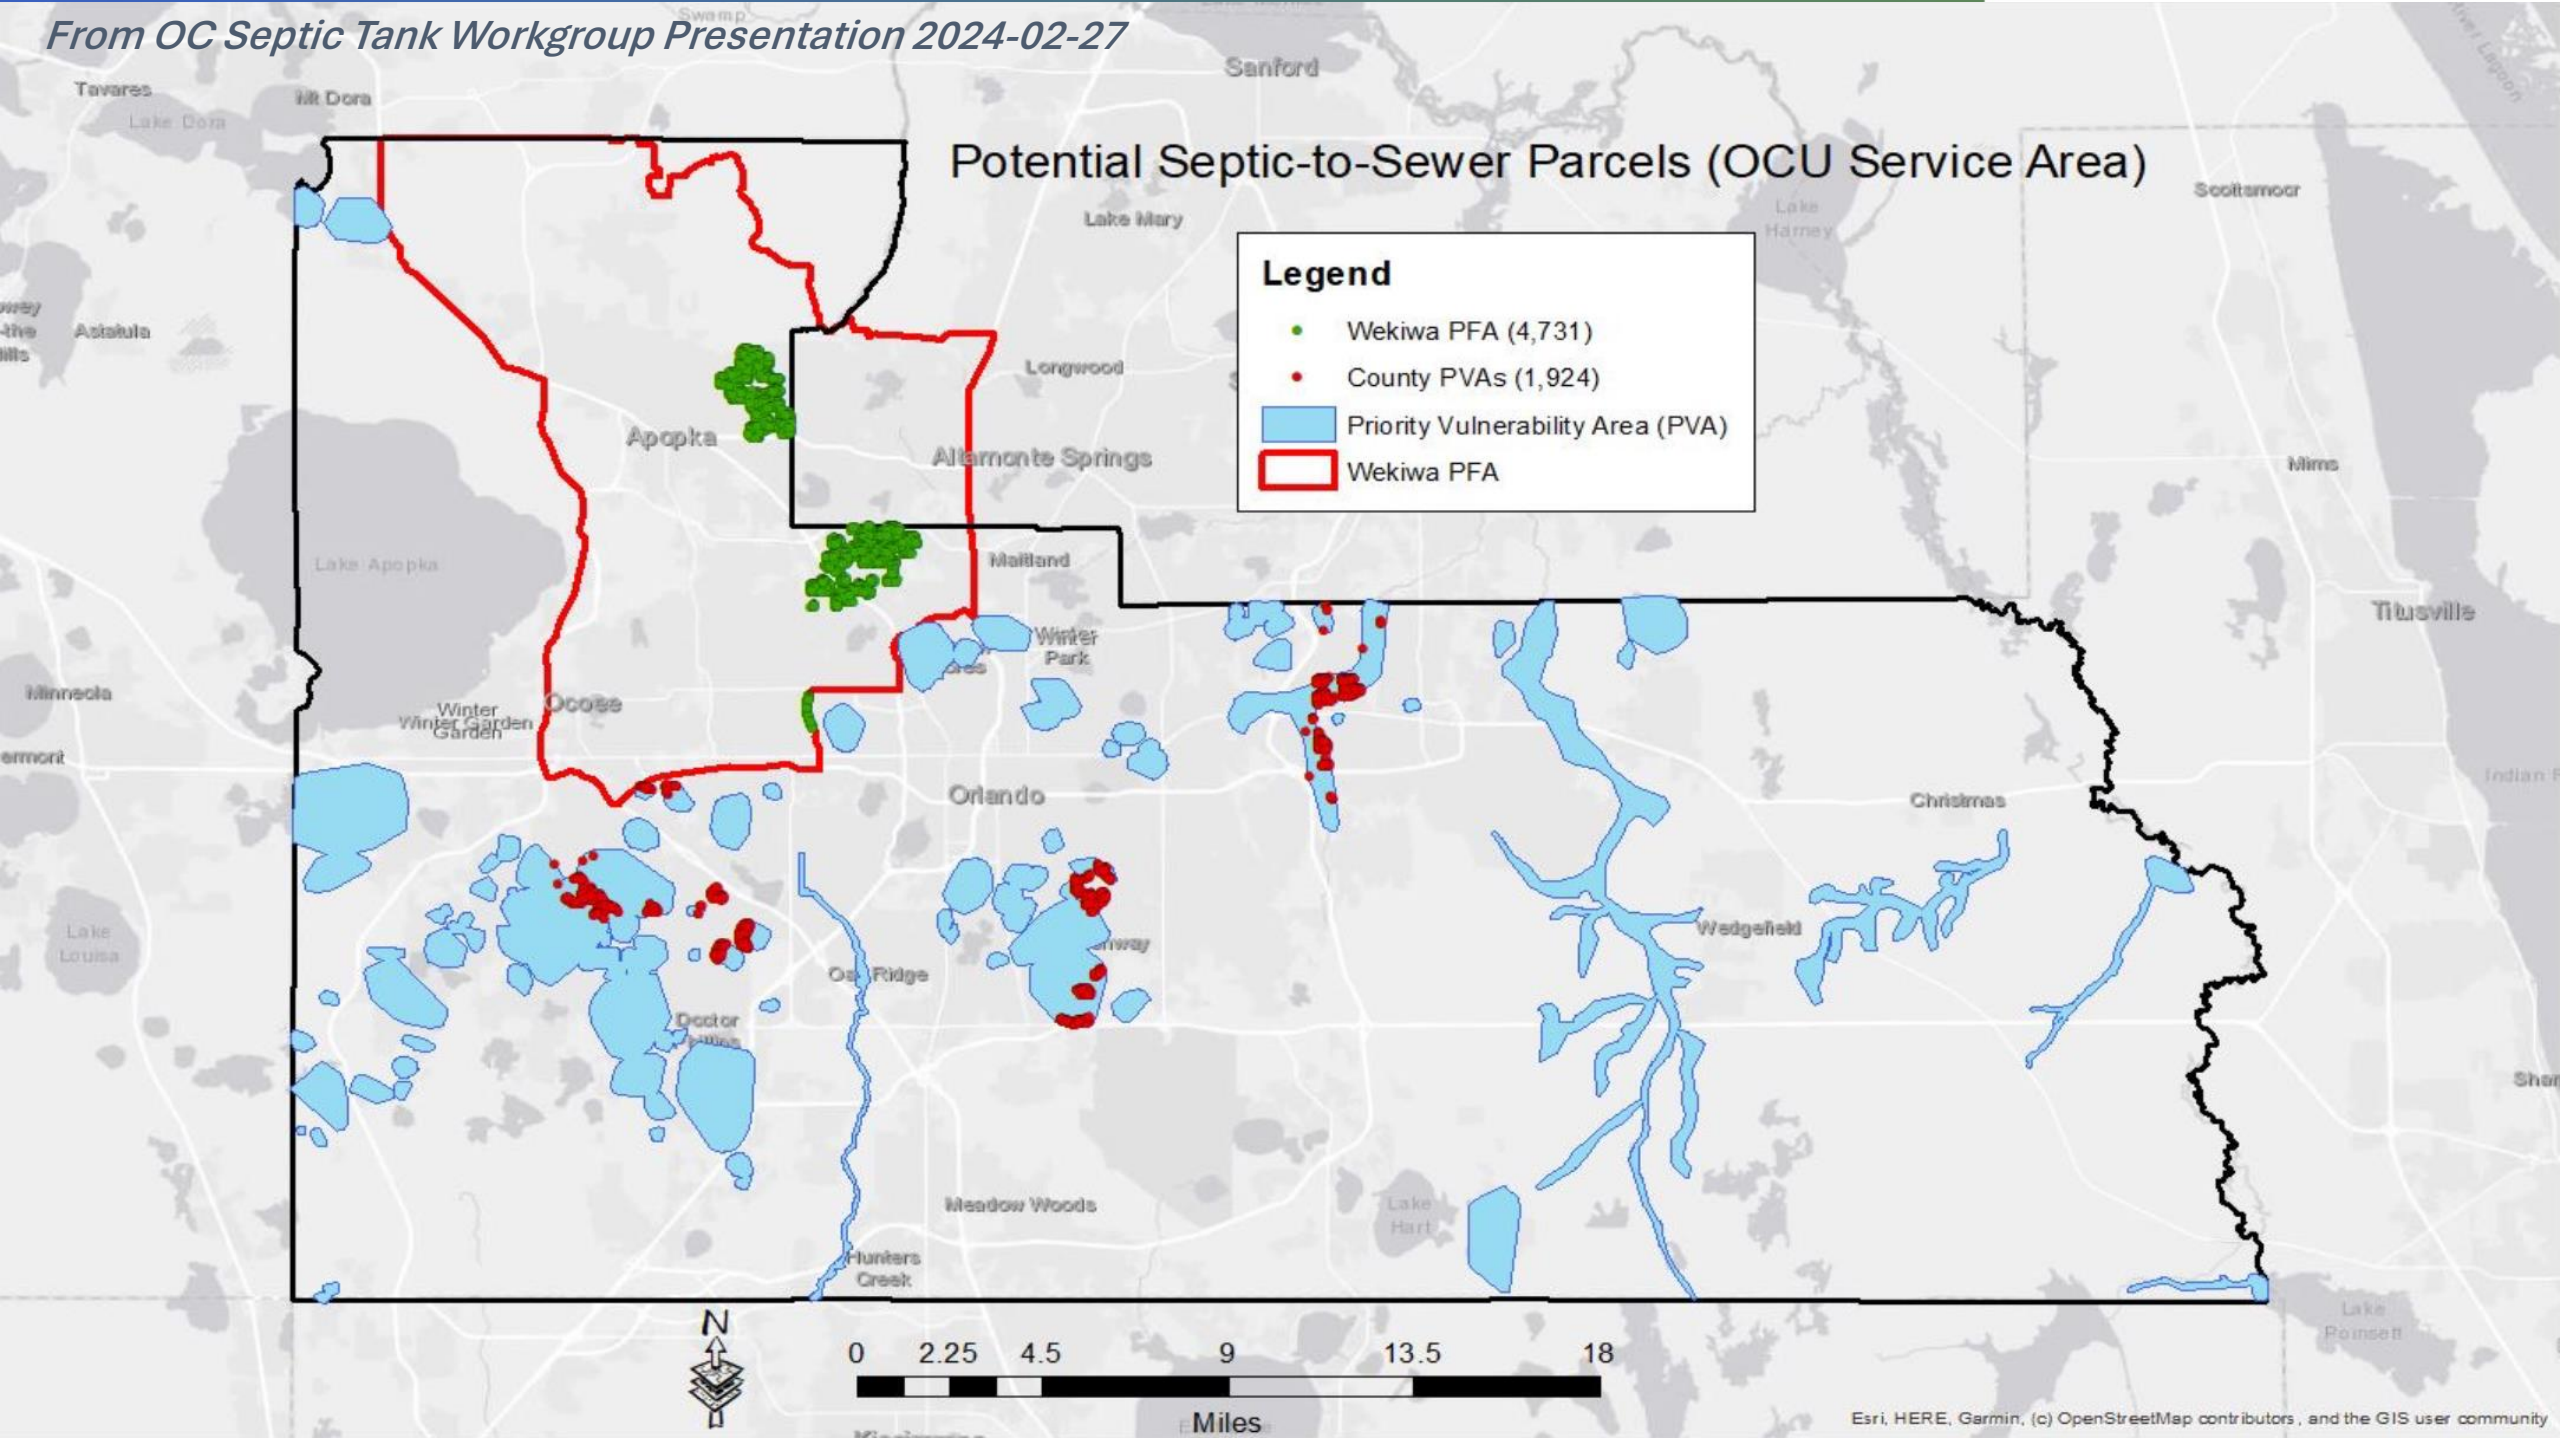 From OC Septic Tank Workgroup Presentation 2024-02-27
Swamp
Sanford
Tavares
Mt Dora
Lake Dora
Potential Septic-to-Sewer Parcels (OCU Service Area)
Scottsmoor
Lake
Harney
Lake Mary
Legend
Wekiwa PFA (4,731)
County PVAs (1,924)
Priority Vulnerability Area (PVA)
Wekiwa PFA
Astatula
Longwood
Apopka
Altamonte Springs
Mims
Lake Apopka
Maitland
Titusville
Winter
Park
Minneola
Ocoee
Winter
Winter Garden
Garden
Orlando
Christmas
Lake
Louisa
Wedgefield
Oak Ridge
Doctor
Meadow Woods
Lake
Hart
Hunters
Creek
Lake
Poinsett
N
0 2.25 4.5 9 13.5 18
Miles
Esri, HERE, Garmin, (c) OpenStreetMap contributors, and the GIS user community